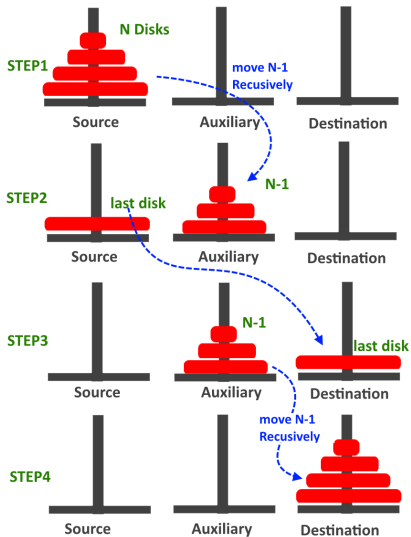 N Disks
STEP1
move N-1
Recusively
Source
Auxiliary
Destination
STEP2
last disk
N-1
Source
Auxiliary
Destination
STEP3
N-1
last disk
Source
Auxiliary
Destination
move N-1
Recusively
STEP4
Source
Auxiliary
Destination